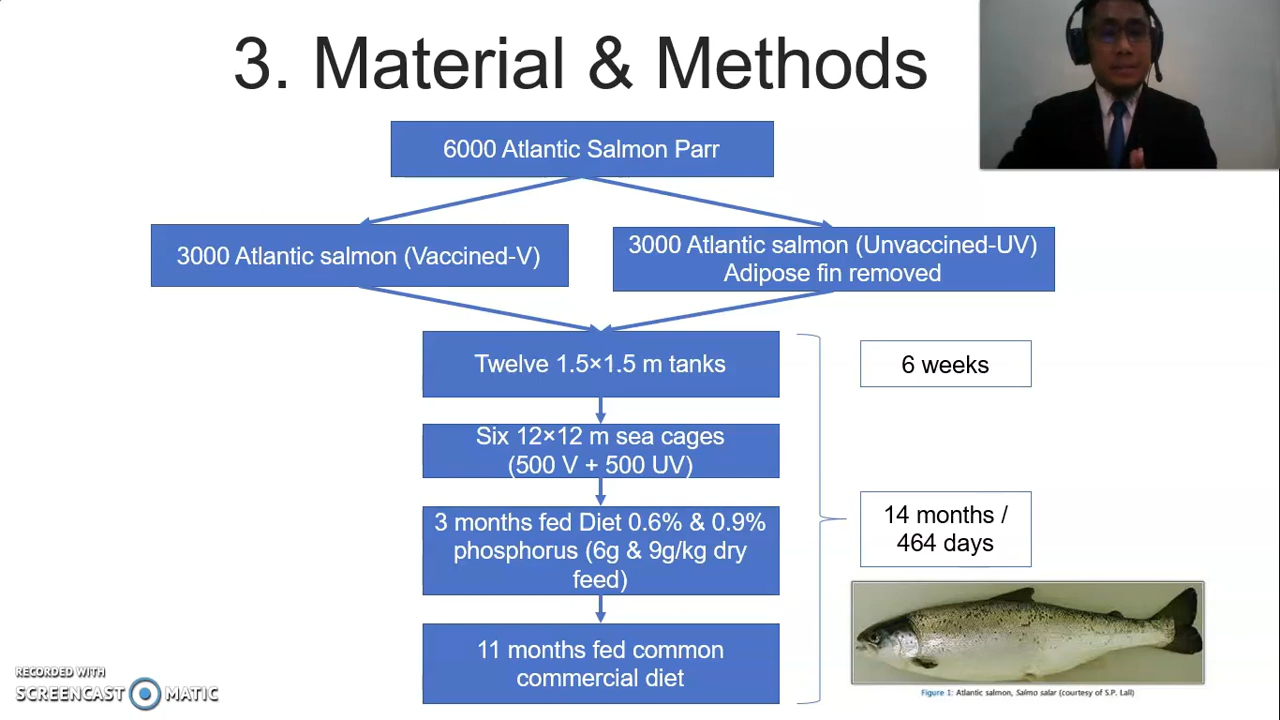 3. Material & Methods
6000 Atlantic Salmon Parr
3000 Atlantic salmon (Vaccined-V)
3000 Atlantic salmon (Unvaccined-UV)
Adipose fin removed
Twelve 1.5×1.5 m tanks
6 weeks
Six 12×12 m sea cages
(500 V + 500 UV)
3 months fed Diet 0.6% & 0.9%
phosphorus (6g & 9g/kg dry
feed)
14 months /
464 days
11 months fed common
commercial diet
Figure 1: Atlantic salmon, Salmo salar (courtesy of S.P. Lall)
RECORDED WITH
SCREENCAST MATIC